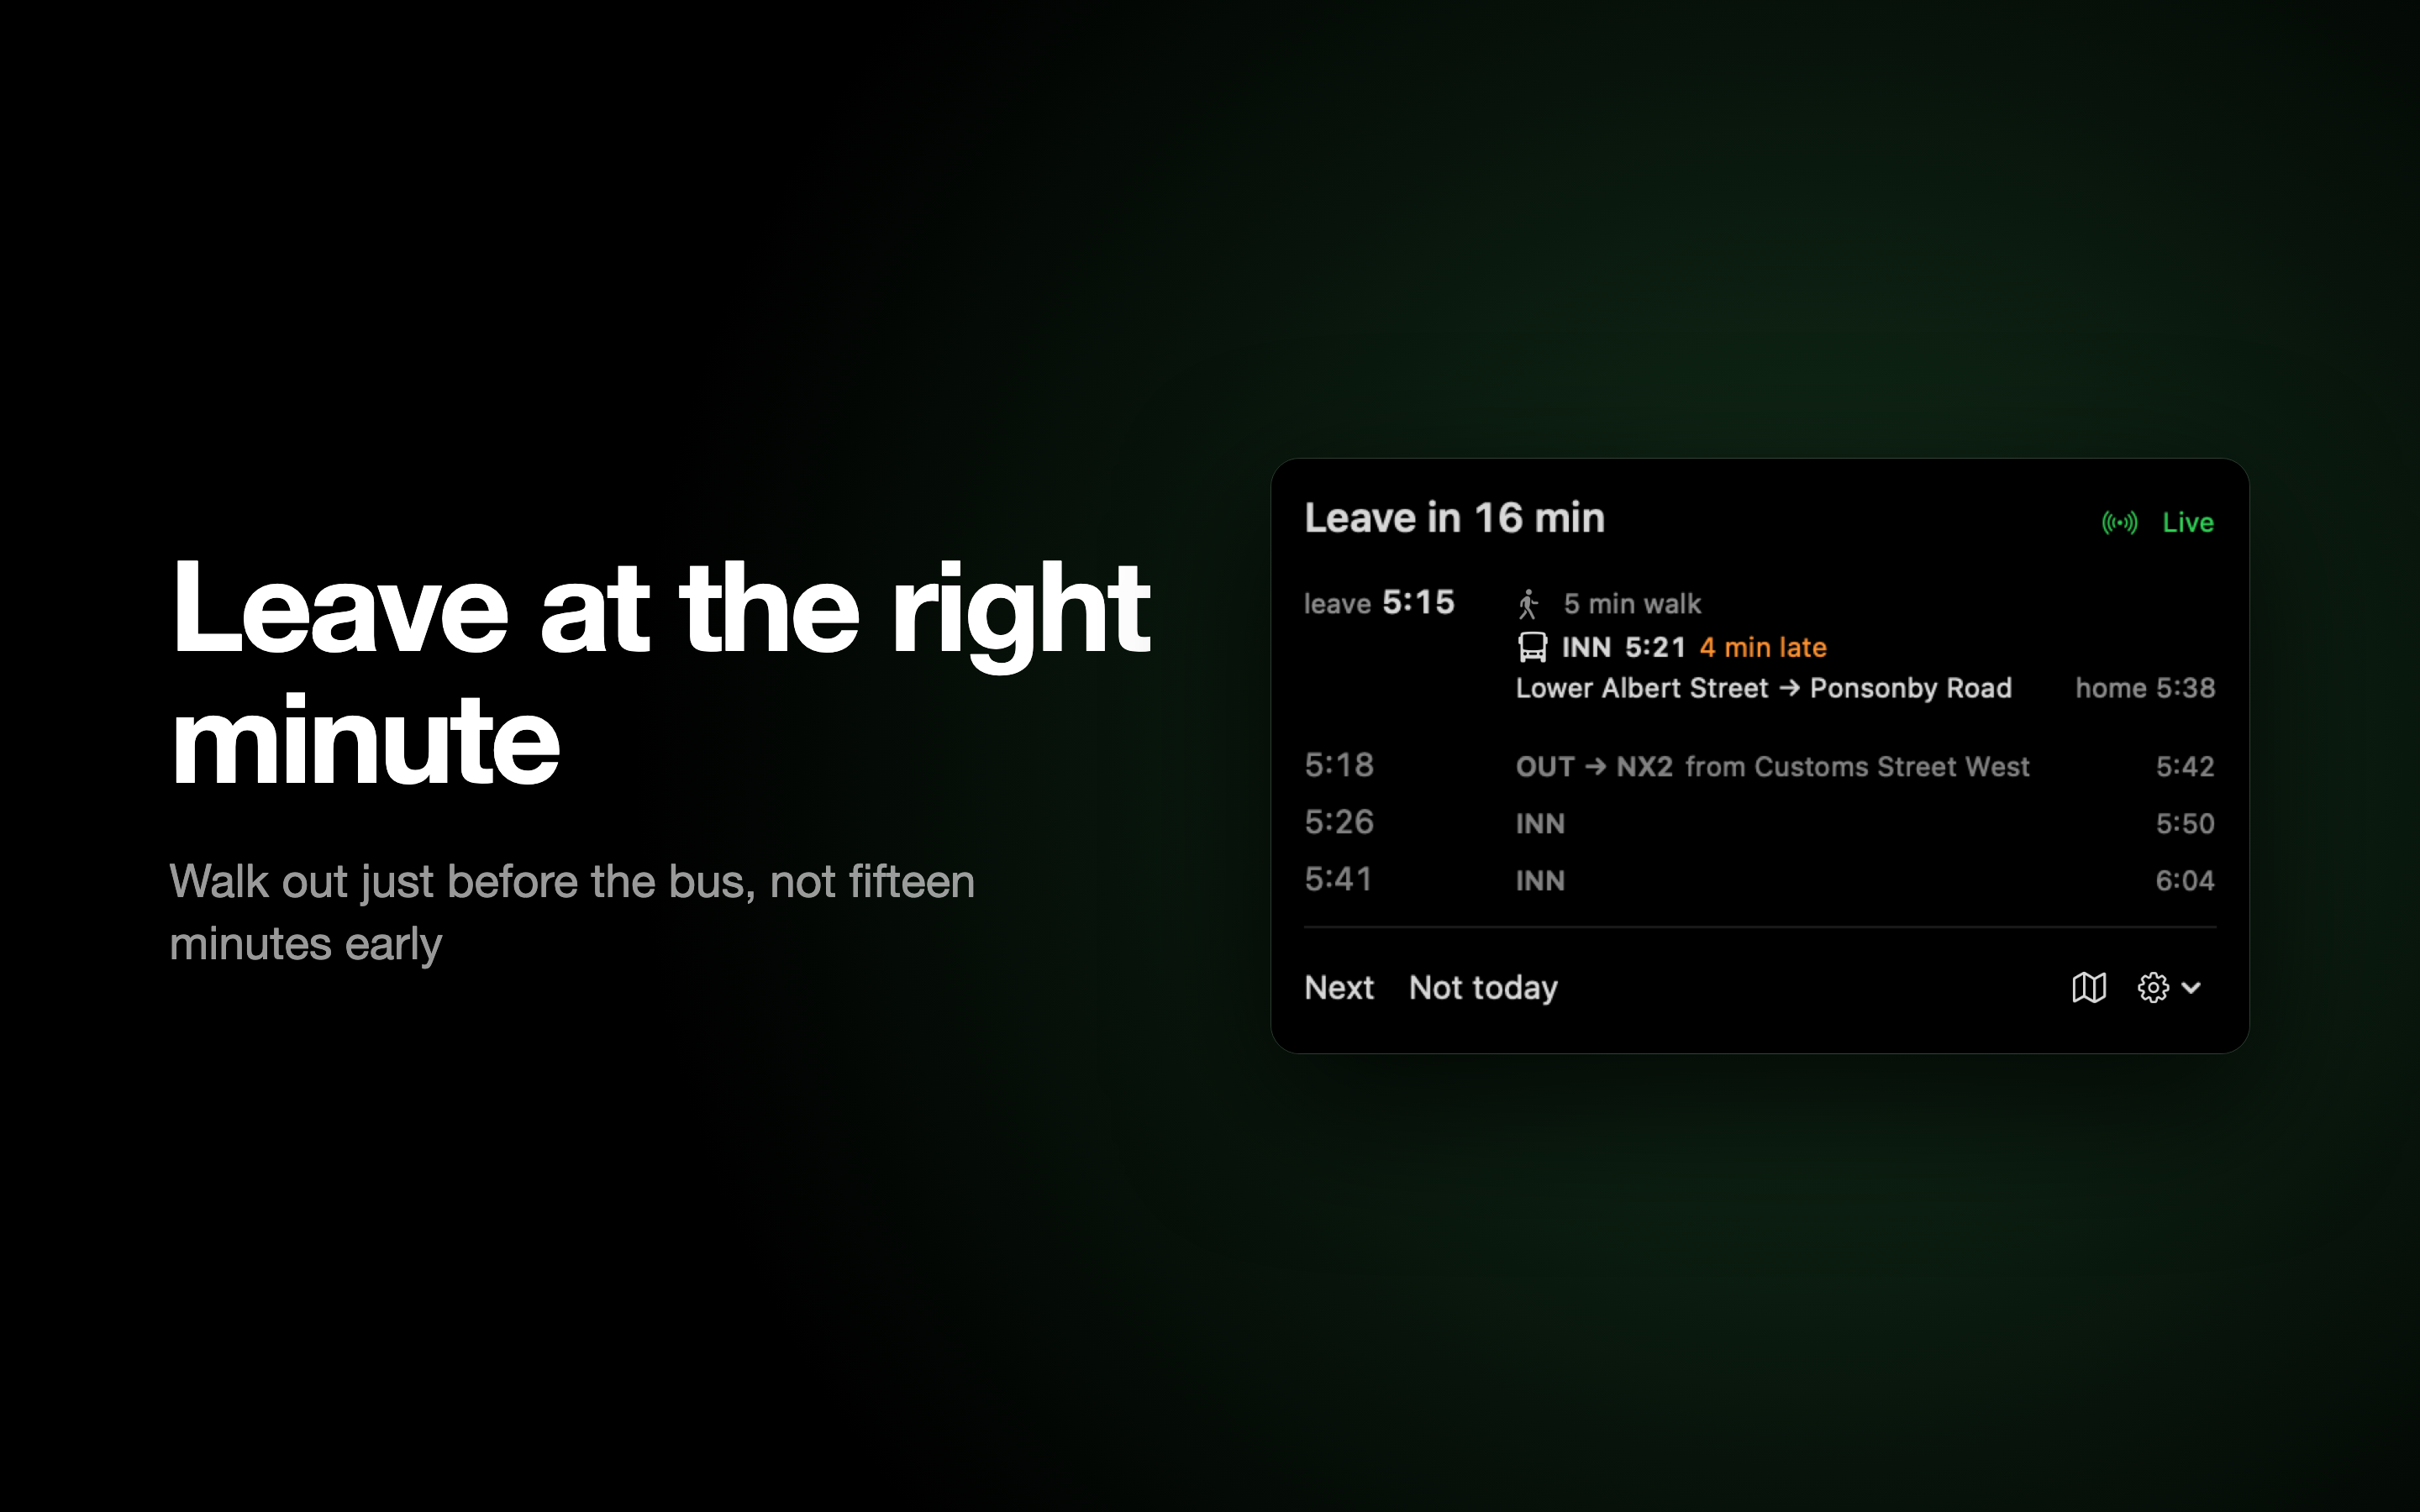 Leave at the right
minute
Walk out just before the bus, not fifteen
minutes early
Leave in 16 min
Live
leave 5:15
5 min walk
INN 5:21 4 min late
Lower Albert Street → Ponsonby Road
home 5:38
5:18 OUT → NX2 from Customs Street West 5:42
5:26 INN 5:50
5:41 INN 6:04
Next Not today